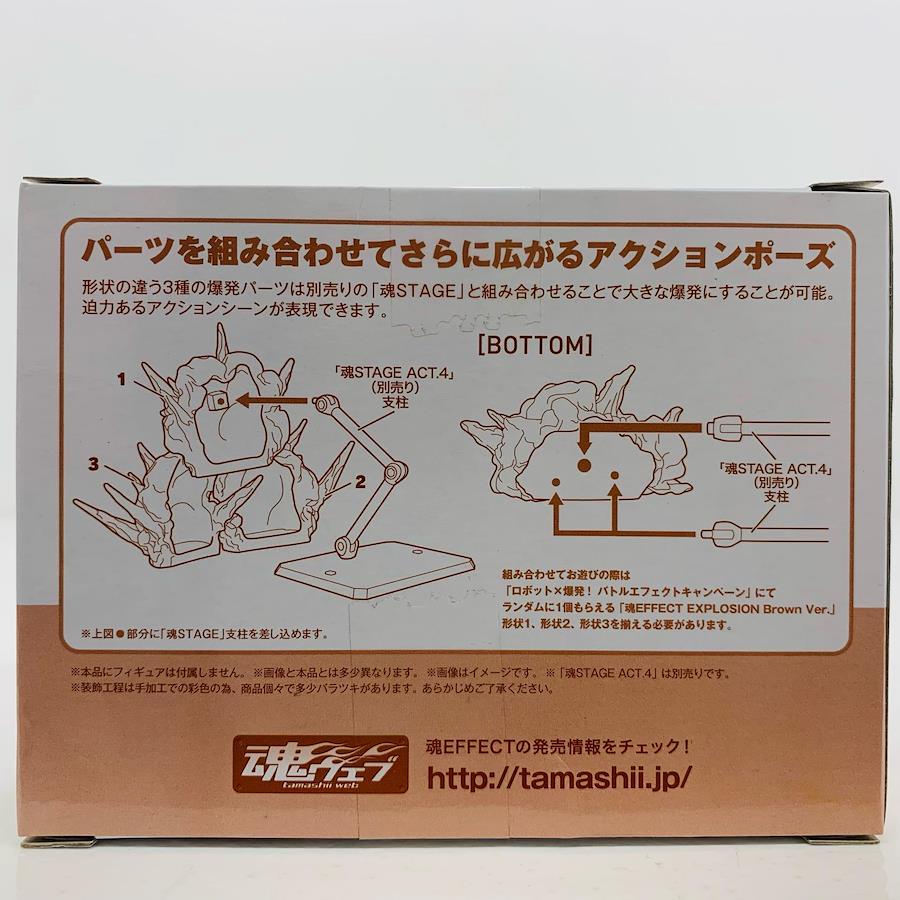 パーツを組み合わせてさらに広がるアクションポーズ
形状の違う3種の爆発パーツは別売りの「魂STAGE」と組み合わせることで大きな爆発にすることが可能。
迫力あるアクションシーンが表現できます。
[BOTTOM]
1
「魂STAGE ACT.4」
(別売り)
支柱
3
2
「魂STAGE ACT.4」
(別売り)
支柱
組み合わせてお遊びの際は
「ロボット×爆発! バトルエフェクトキャンペーン」にて
ランダムに1個もらえる「魂EFFECT EXPLOSION Brown Ver.」
形状1、形状2、形状3を揃える必要があります。
※上図●部分に「魂STAGE」支柱を差し込めます。
※本品にフィギュアは付属しません。 ※画像と本品とは多少異なります。 ※画像はイメージです。 ※「魂STAGE ACT.4」は別売りです。
※装飾工程は手加工での彩色の為、商品個々で多少バラツキがあります。あらかじめご了承ください。
魂ウェブ
tamashii web
魂EFFECTの発売情報をチェック!
http://tamashii.jp/